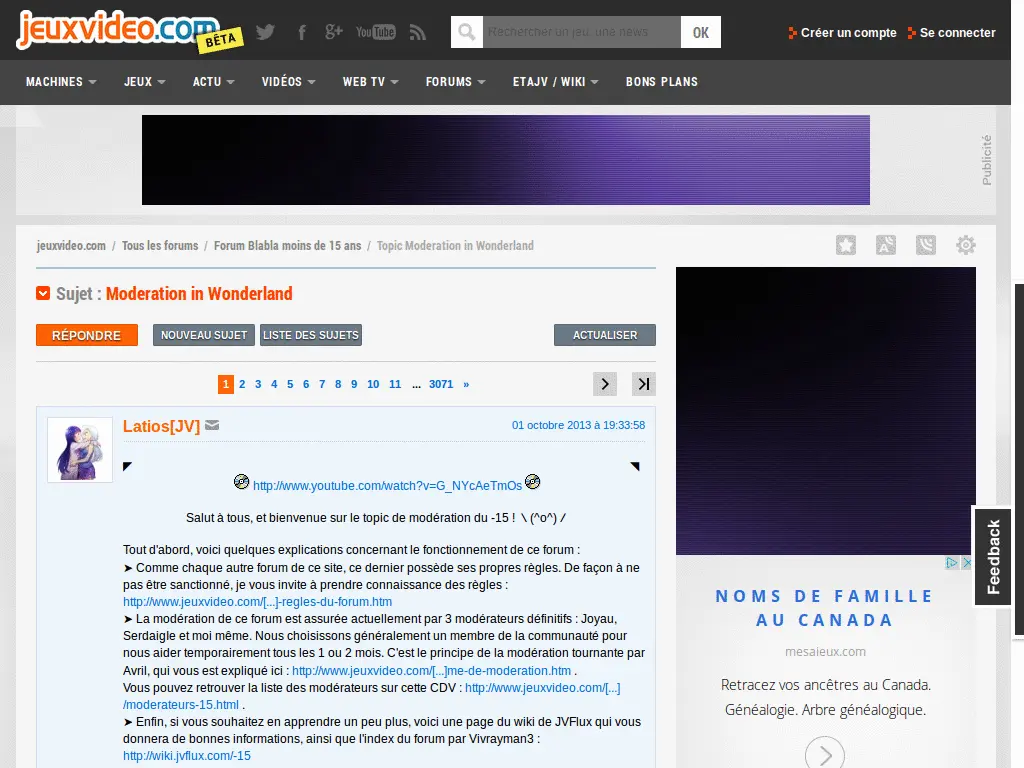 jeuxvideo.com
BÊTA
You Tube
Rechercher un jeu, une news
OK
Créer un compte
Se connecter
MACHINES
JEUX
ACTU
VIDÉOS
WEB TV
FORUMS
ETAJV / WIKI
BONS PLANS
Publicité
jeuxvideo.com / Tous les forums / Forum Blabla moins de 15 ans / Topic Moderation in Wonderland
Sujet : Moderation in Wonderland
RÉPONDRE
NOUVEAU SUJET
LISTE DES SUJETS
ACTUALISER
1 2 3 4 5 6 7 8 9 10 11 ... 3071 »
Latios[JV]
01 octobre 2013 à 19:33:58
◤ ◥
http://www.youtube.com/watch?v=G_NYcAeTmOs
Salut à tous, et bienvenue sur le topic de modération du -15 ! \ (^o^) /
Tout d'abord, voici quelques explications concernant le fonctionnement de ce forum :
➤ Comme chaque autre forum de ce site, ce dernier possède ses propres règles. De façon à ne
pas être sanctionné, je vous invite à prendre connaissance des règles :
http://www.jeuxvideo.com/[...]-regles-du-forum.htm
➤ La modération de ce forum est assurée actuellement par 3 modérateurs définitifs : Joyau,
Serdaigle et moi même. Nous choisissons généralement un membre de la communauté pour
nous aider temporairement tous les 1 ou 2 mois. C'est le principe de la modération tournante par
Avril, qui vous est expliqué ici : http://www.jeuxvideo.com/[...]me-de-moderation.htm .
Vous pouvez retrouver la liste des modérateurs sur cette CDV : http://www.jeuxvideo.com/[...]
/moderateurs-15.html .
➤ Enfin, si vous souhaitez en apprendre un peu plus, voici une page du wiki de JVFlux qui vous
donnera de bonnes informations, ainsi que l'index du forum par Vivrayman3 :
http://wiki.jvflux.com/-15
Feedback
NOMS DE FAMILLE
AU CANADA
mesaieux.com
Retracez vos ancêtres au Canada.
Généalogie. Arbre généalogique.